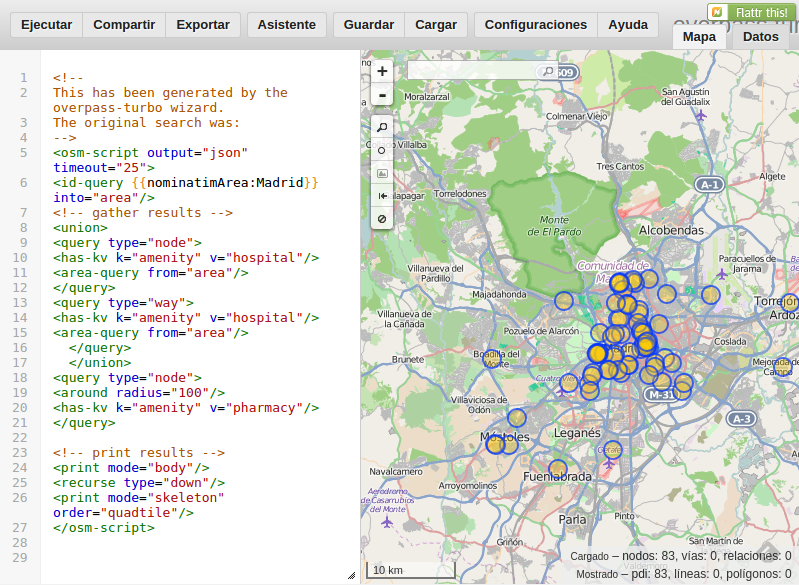 Ejecutar Compartir Exportar Asistente Guardar Cargar Configuraciones Ayuda
Flattr this!
Mapa Datos
1 <!--
2 This has been generated by the
overpass-turbo wizard.
3 The original search was:
4 -->
5 <osm-script output="json"
timeout="25">
6 <id-query {{nominatimArea:Madrid}}
into="area"/>
7 <!-- gather results -->
8 <union>
9 <query type="node">
10 <has-kv k="amenity" v="hospital"/>
11 <area-query from="area"/>
12 </query>
13 <query type="way">
14 <has-kv k="amenity" v="hospital"/>
15 <area-query from="area"/>
16 </query>
17 </union>
18 <query type="node">
19 <around radius="100"/>
20 <has-kv k="amenity" v="pharmacy"/>
21 </query>
22
23 <!-- print results -->
24 <print mode="body"/>
25 <recurse type="down"/>
26 <print mode="skeleton"
order="quadtile"/>
27 </osm-script>
28
29
+
-
609
Moralzarzal
San Agustín
del Guadalix
Colmenar Viejo
Villalba
Tres Cantos
Algete
A-1
Torrelodones
Monte
de El Pardo
Alcobendas
Paracuellos de
Jarama
Comunidad de
Villanueva del
Pardillo
Majadahonda
Torrejón
Ardoz
Villanueva de
la Cañada
Pozuelo de Alarcón
Coslada
Brunete
Boadilla del
Monte
Mejorada de
Campo
Cuatro Vientos
M-31
Villaviciosa de
Odón
A-3
Móstoles
Leganés
Getafe
Navalcarnero
Fuenlabrada
Arroyomolinos
Aeródromo
de Casarrubios
del Monte
Parla
Pinto
Griñón
San Martín de
Cargado – nodos: 83, vías: 0, relaciones: 0
Mostrado – pdi: 83, líneas: 0, polígonos: 0
10 km